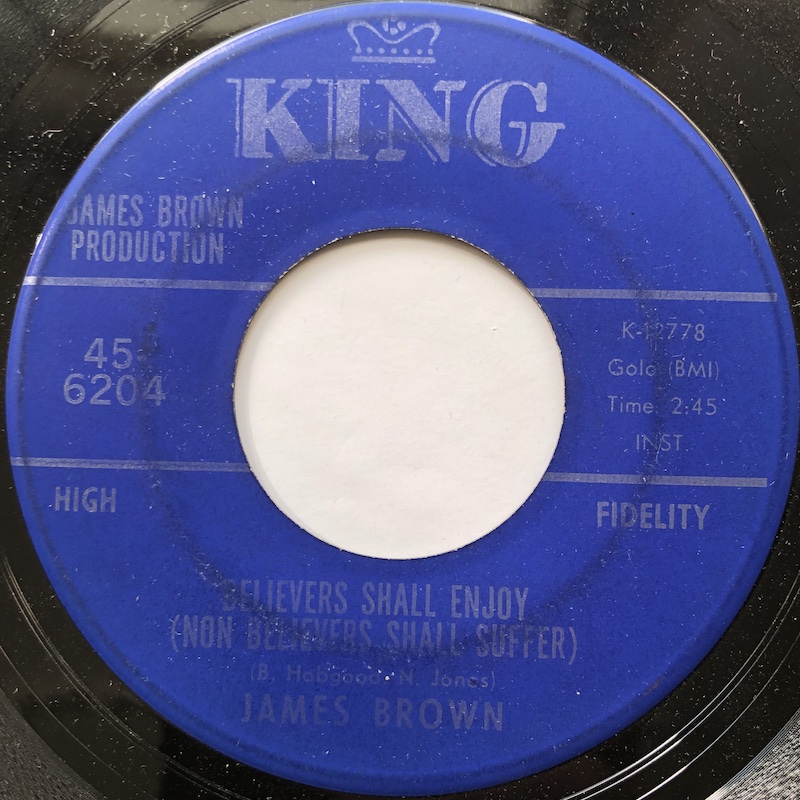 KING
JAMES BROWN
PRODUCTION
45-
6204
K-12778
Golo (BMI)
Time: 2:45
INST.
HIGH
FIDELITY
BELIEVERS SHALL ENJOY
(NON BELIEVERS SHALL SUFFER)
(B. Hobgood, N. Jones)
JAMES BROWN